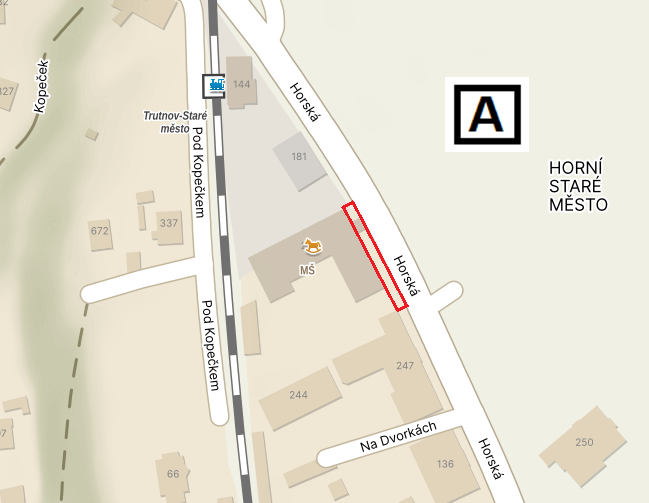 32
Kopeček
327
144
Horská
A
Trutnov-Staré
město
Pod Kopečkem
181
HORNÍ
STARÉ
MĚSTO
337
672
MŠ
Horská
Pod Kopečkem
247
244
Na Dvorkách
250
Horská
136
66